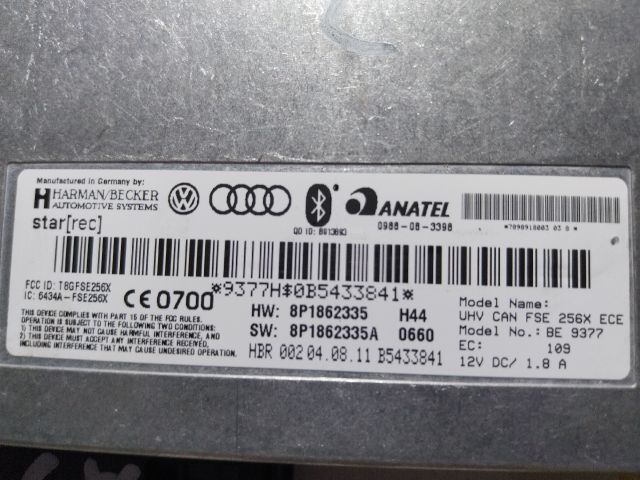 Manufactured in Germany by:
HARMAN/BECKER
AUTOMOTIVE SYSTEMS
star[rec]
QD ID: B913693
ANATEL
0988-08-3398
FCC ID: T8GFSE256X
IC: 6434A-FSE256X
CE 0700
*9377H$0B5433841*
THIS DEVICE COMPLIES WITH PART 15 OF THE FCC RULES.
OPERATION IS SUBJECT TO THE FOLLOWING TWO CONDITIONS:
1) THIS DEVICE MAY NOT CAUSE HARMFUL INTERFERENCE, AND
2) THIS DEVICE MUST ACCEPT ANY INTERFERENCE RECEIVED,
INCLUDING INTERFERENCE THAT MAY CAUSE UNDESIRED OPERATION.
HW: 8P1862335 H44
SW: 8P1862335A 0660
HBR 002 04.08.11 B5433841
Model Name:
UHV CAN FSE 256X ECE
Model No.: BE 9377
EC: 109
12V DC/ 1.8 A